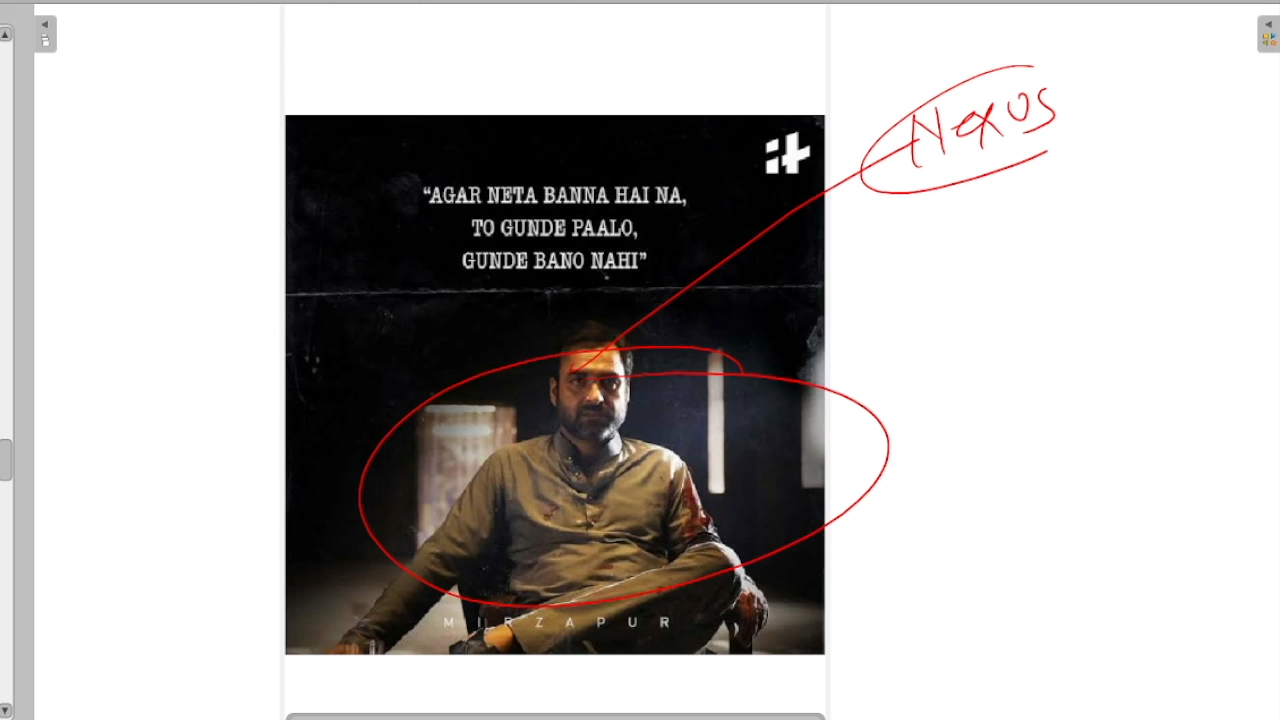 Nexus
"AGAR NETA BANNA HAI NA,
TO GUNDE PAALO,
GUNDE BANO NAHI"
MIRZAPUR